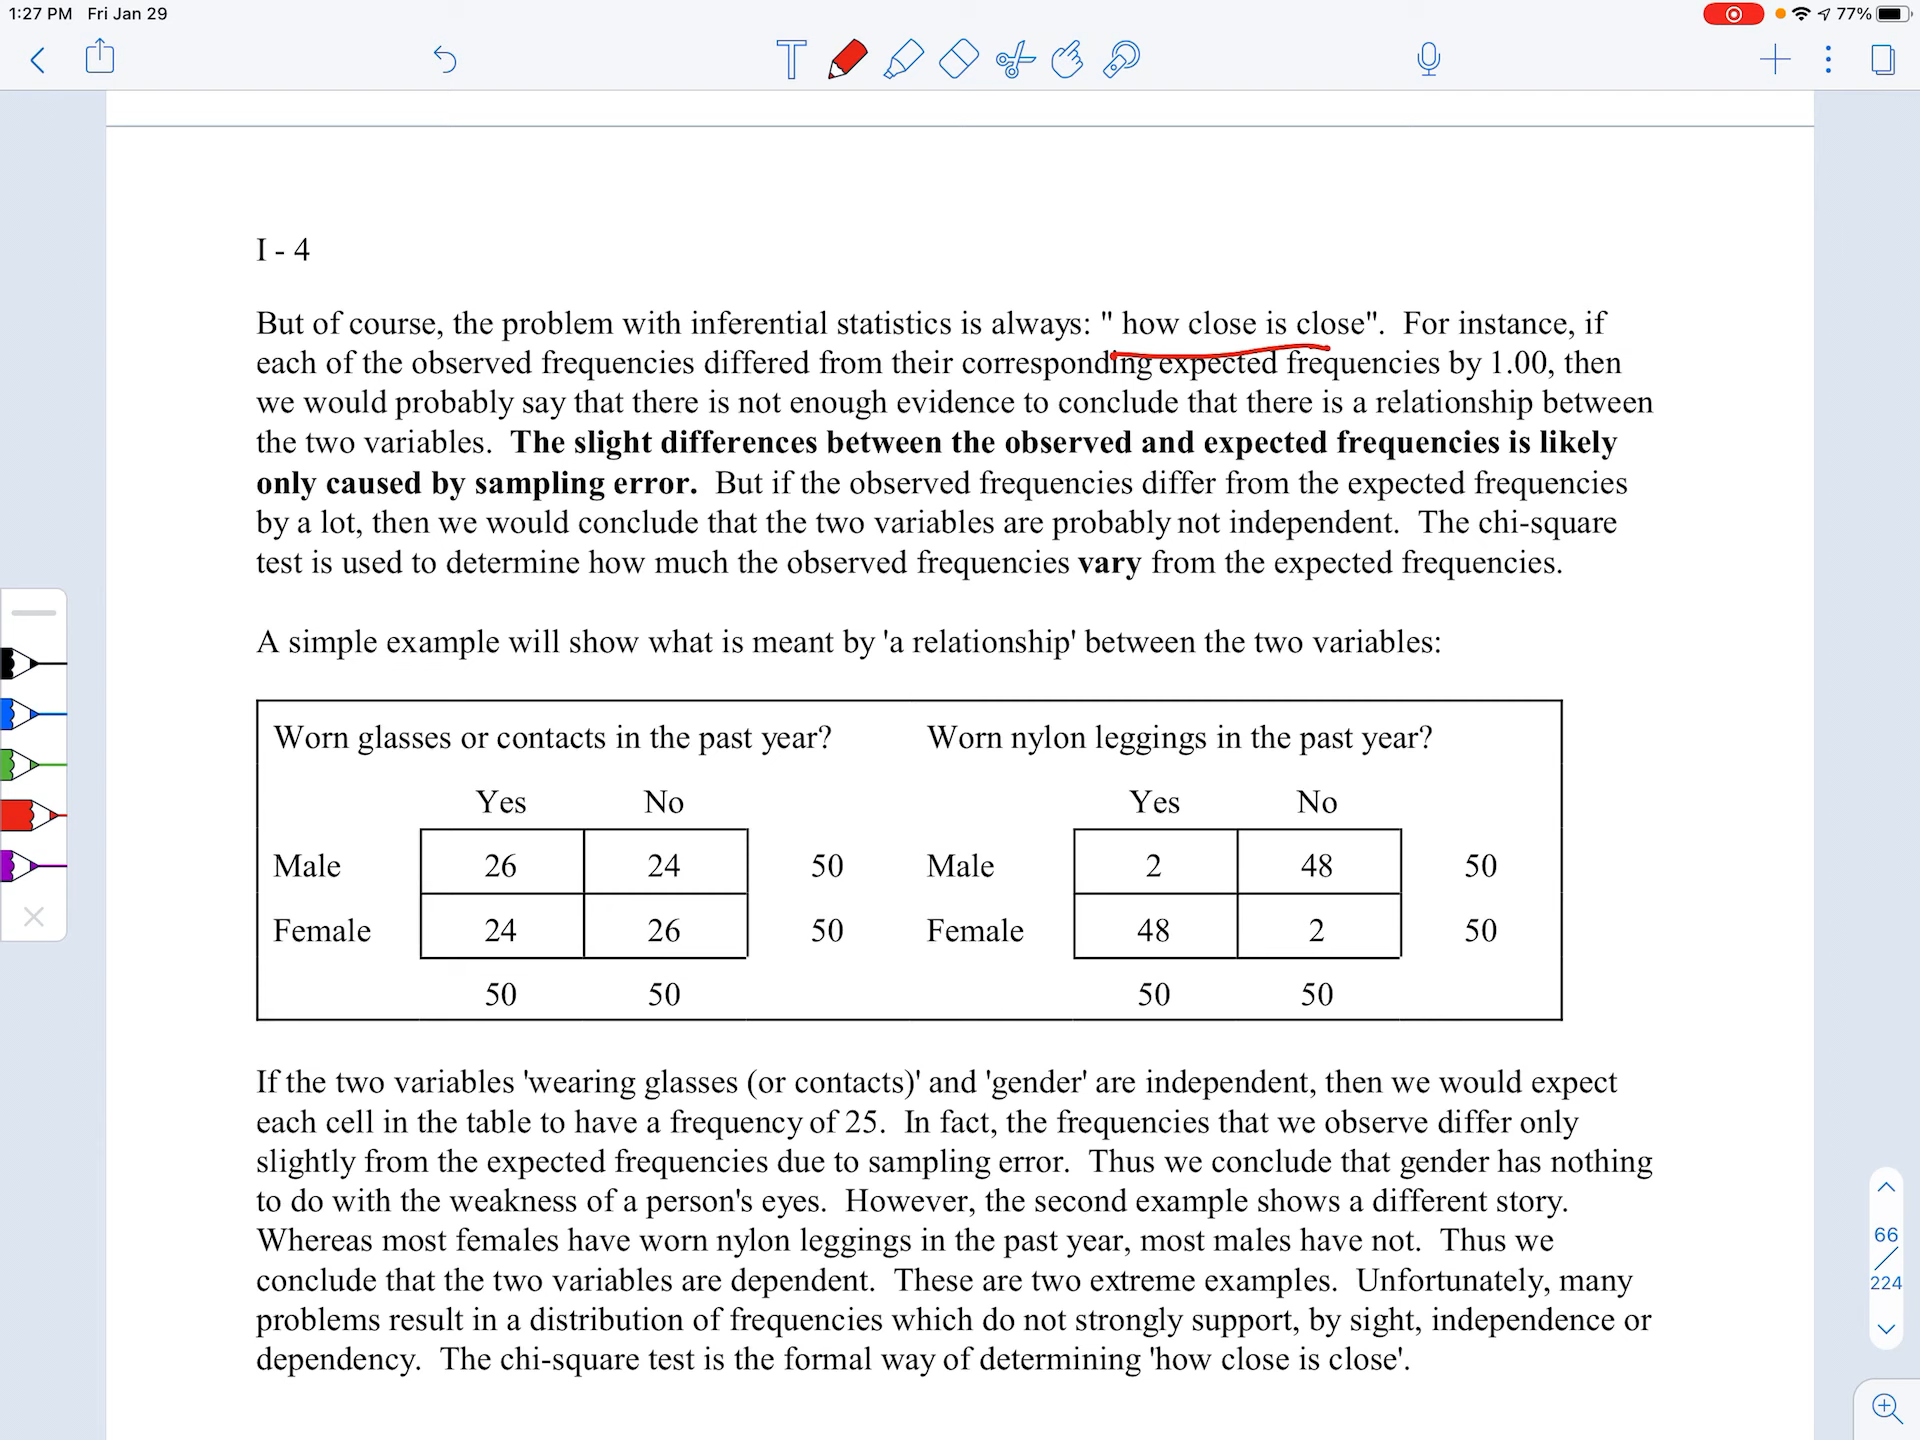 1:27 PM Fri Jan 29
77%
T
I - 4
But of course, the problem with inferential statistics is always: " how close is close". For instance, if
each of the observed frequencies differed from their corresponding expected frequencies by 1.00, then
we would probably say that there is not enough evidence to conclude that there is a relationship between
the two variables. The slight differences between the observed and expected frequencies is likely
only caused by sampling error. But if the observed frequencies differ from the expected frequencies
by a lot, then we would conclude that the two variables are probably not independent. The chi-square
test is used to determine how much the observed frequencies vary from the expected frequencies.
A simple example will show what is meant by 'a relationship' between the two variables:
Worn glasses or contacts in the past year? Worn nylon leggings in the past year?
Yes No Yes No
Male 26 24 50 Male 2 48 50
Female 24 26 50 Female 48 2 50
50 50 50 50
If the two variables 'wearing glasses (or contacts)' and 'gender' are independent, then we would expect
each cell in the table to have a frequency of 25. In fact, the frequencies that we observe differ only
slightly from the expected frequencies due to sampling error. Thus we conclude that gender has nothing
to do with the weakness of a person's eyes. However, the second example shows a different story.
Whereas most females have worn nylon leggings in the past year, most males have not. Thus we
conclude that the two variables are dependent. These are two extreme examples. Unfortunately, many
problems result in a distribution of frequencies which do not strongly support, by sight, independence or
dependency. The chi-square test is the formal way of determining 'how close is close'.
66
/
224